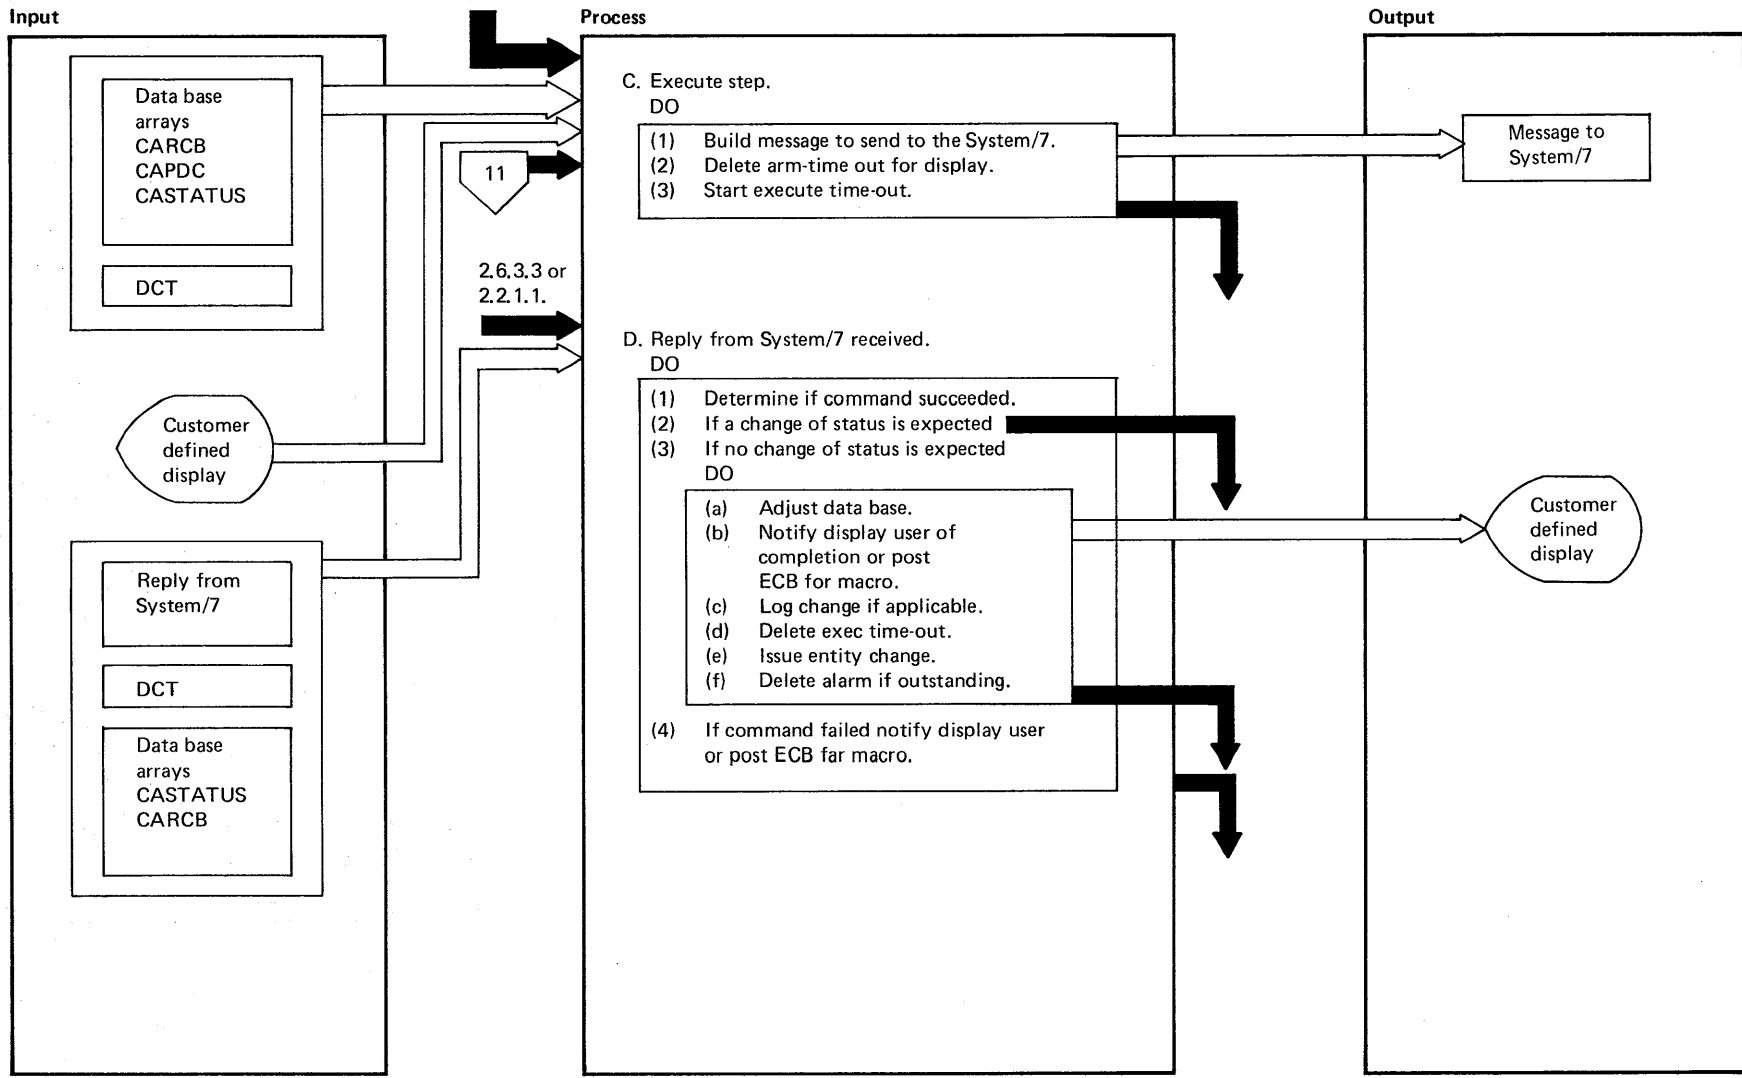 Input
Process
Output
Data base
arrays
CARCB
CAPDC
CASTATUS
DCT
Customer
defined
display
Reply from
System/7
DCT
Data base
arrays
CASTATUS
CARCB
11
2.6.3.3 or
2.2.1.1.
C. Execute step.
DO
(1) Build message to send to the System/7.
(2) Delete arm-time out for display.
(3) Start execute time-out.
D. Reply from System/7 received.
DO
(1) Determine if command succeeded.
(2) If a change of status is expected
(3) If no change of status is expected
DO
(a) Adjust data base.
(b) Notify display user of
completion or post
ECB for macro.
(c) Log change if applicable.
(d) Delete exec time-out.
(e) Issue entity change.
(f) Delete alarm if outstanding.
(4) If command failed notify display user
or post ECB far macro.
Message to
System/7
Customer
defined
display